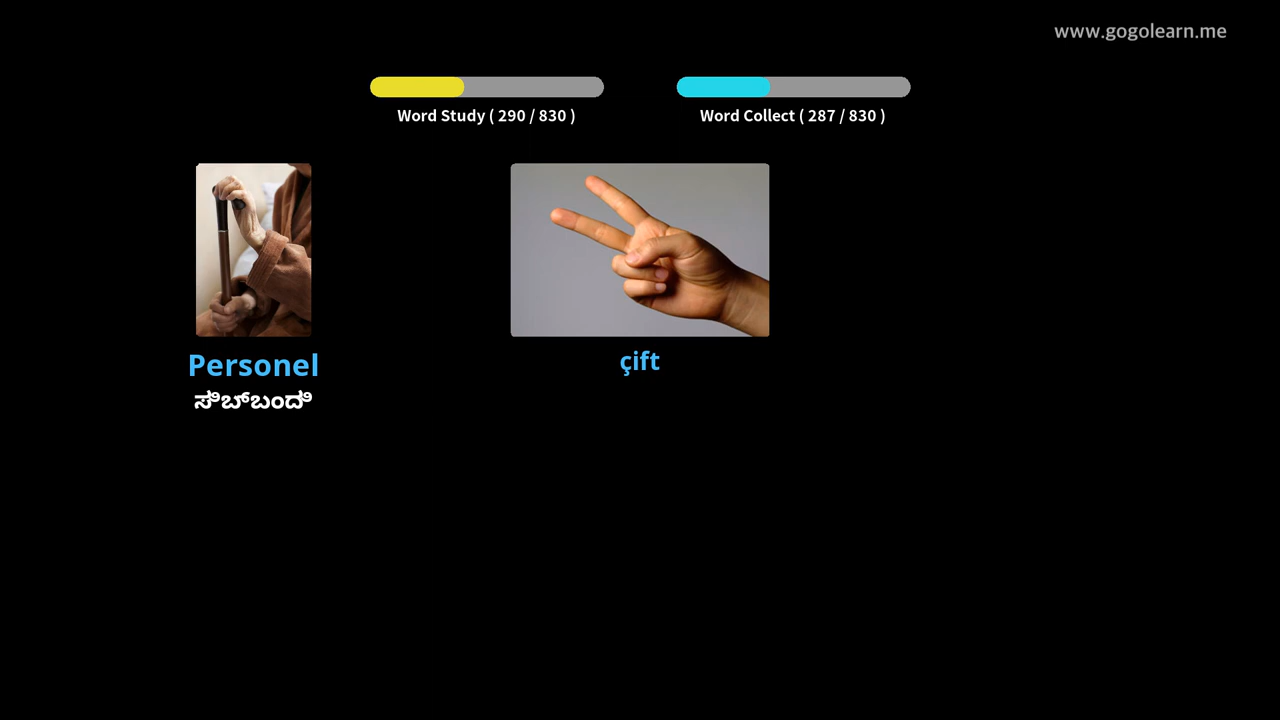 www.gogolearn.me
Word Study ( 290 / 830 )
Word Collect ( 287 / 830 )
Personel
ಸಿಬ್ಬಂದಿ
çift